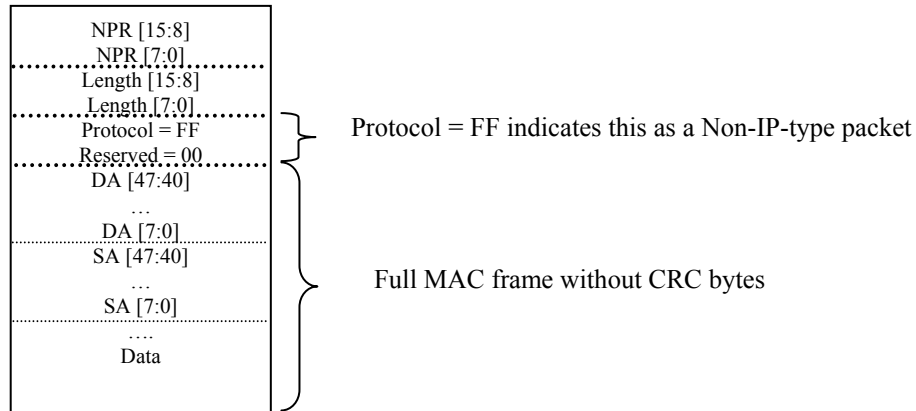 NPR [15:8]
NPR [7:0]
Length [15:8]
Length [7:0]
Protocol = FF
Reserved = 00
Protocol = FF indicates this as a Non-IP-type packet
DA [47:40]
…
DA [7:0]
SA [47:40]
…
SA [7:0]
….
Data
Full MAC frame without CRC bytes